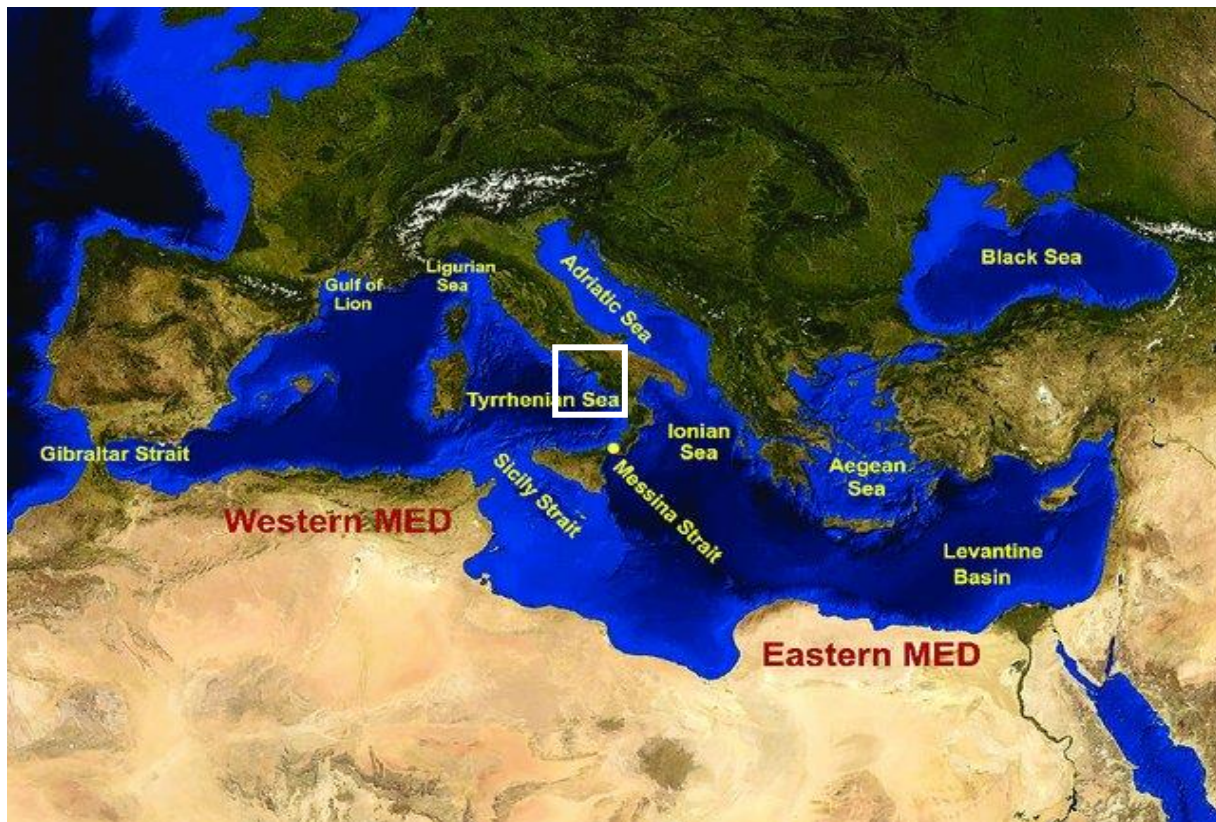 Black Sea
Ligurian
Sea
Adriatic Sea
Gulf of
Lion
Tyrrhenian Sea
Ionian
Sea
Gibraltar Strait
Aegean
Sea
Sicily Strait
Messina Strait
Western MED
Levantine
Basin
Eastern MED